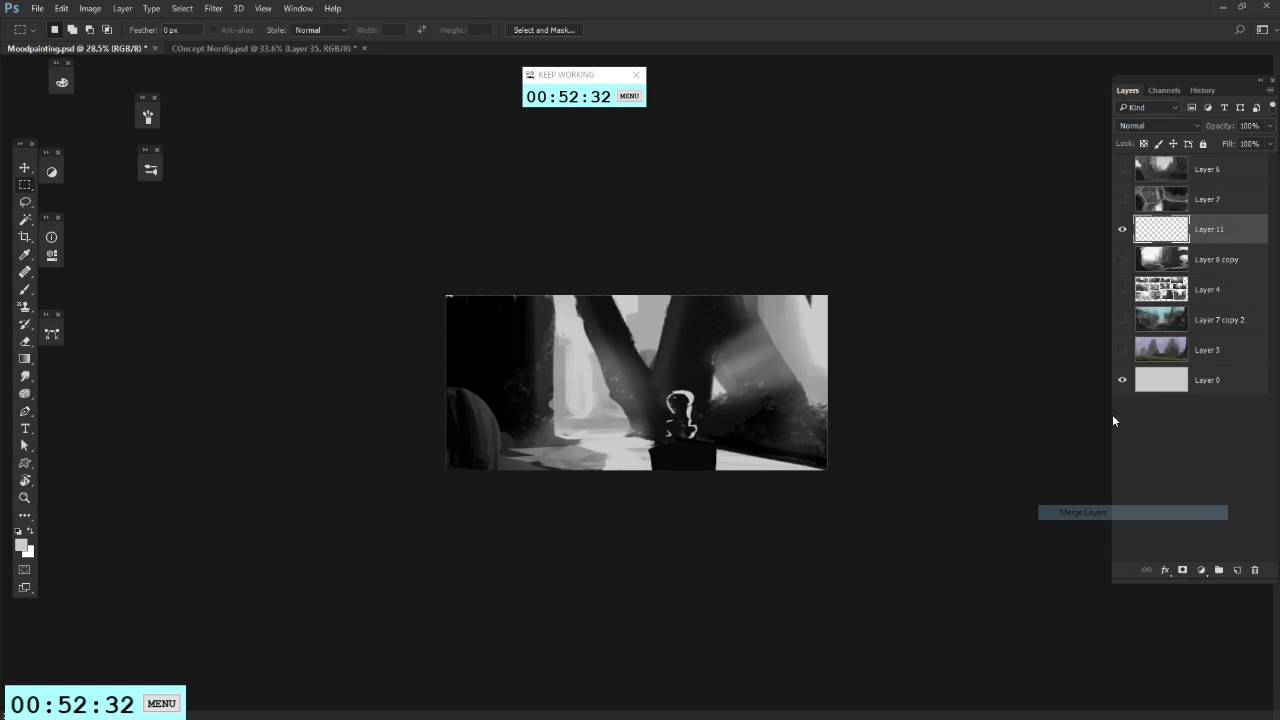 Ps File Edit Image Layer Type Select Filter 3D View Window Help
Feather: 0 px Anti-alias Style: Normal Width: Height: Select and Mask...
Moodpainting.psd @ 28.5% (RGB/8) * × COncept Nordig.psd @ 33.6% (Layer 35, RGB/8) * ×
KEEP WORKING
00:52:32 MENU
Layers Channels History
Kind
Normal Opacity: 100%
Lock: Fill: 100%
Layer 6
Layer 7
Layer 11
Layer 8 copy
Layer 4
Layer 7 copy 2
Layer 3
Layer 0
Merge Layers
fx
00:52:32 MENU